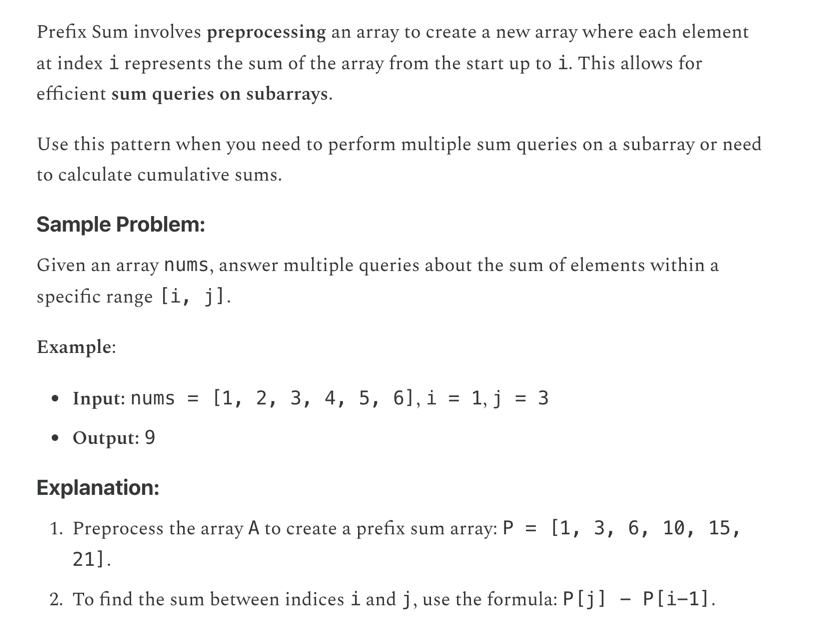 Prefix Sum involves preprocessing an array to create a new array where each element
at index i represents the sum of the array from the start up to i. This allows for
efficient sum queries on subarrays.
Use this pattern when you need to perform multiple sum queries on a subarray or need
to calculate cumulative sums.
Sample Problem:
Given an array nums, answer multiple queries about the sum of elements within a
specific range [i, j].
Example:
• Input: nums = [1, 2, 3, 4, 5, 6], i = 1, j = 3
• Output: 9
Explanation:
1. Preprocess the array A to create a prefix sum array: P = [1, 3, 6, 10, 15,
21].
2. To find the sum between indices i and j, use the formula: P[j] - P[i-1].